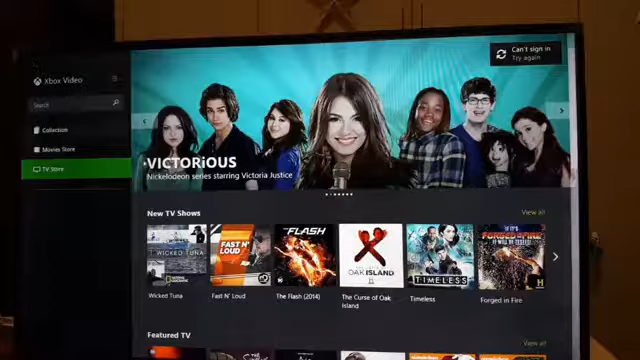 Can't sign in
Try again
Xbox Video
Search
Collection
Movies Store
TV Store
VICTORiOUS
Nickelodeon series starring Victoria Justice
New TV Shows
View all
WICKED TUNA
NATIONAL GEOGRAPHIC
FAST N' LOUD
THE FLASH
OAK ISLAND
TIMELESS
FORGED IN FIRE
H
Wicked Tuna
Fast N' Loud
The Flash (2014)
The Curse of Oak
Island
Timeless
Forged in Fire
Featured TV
View all